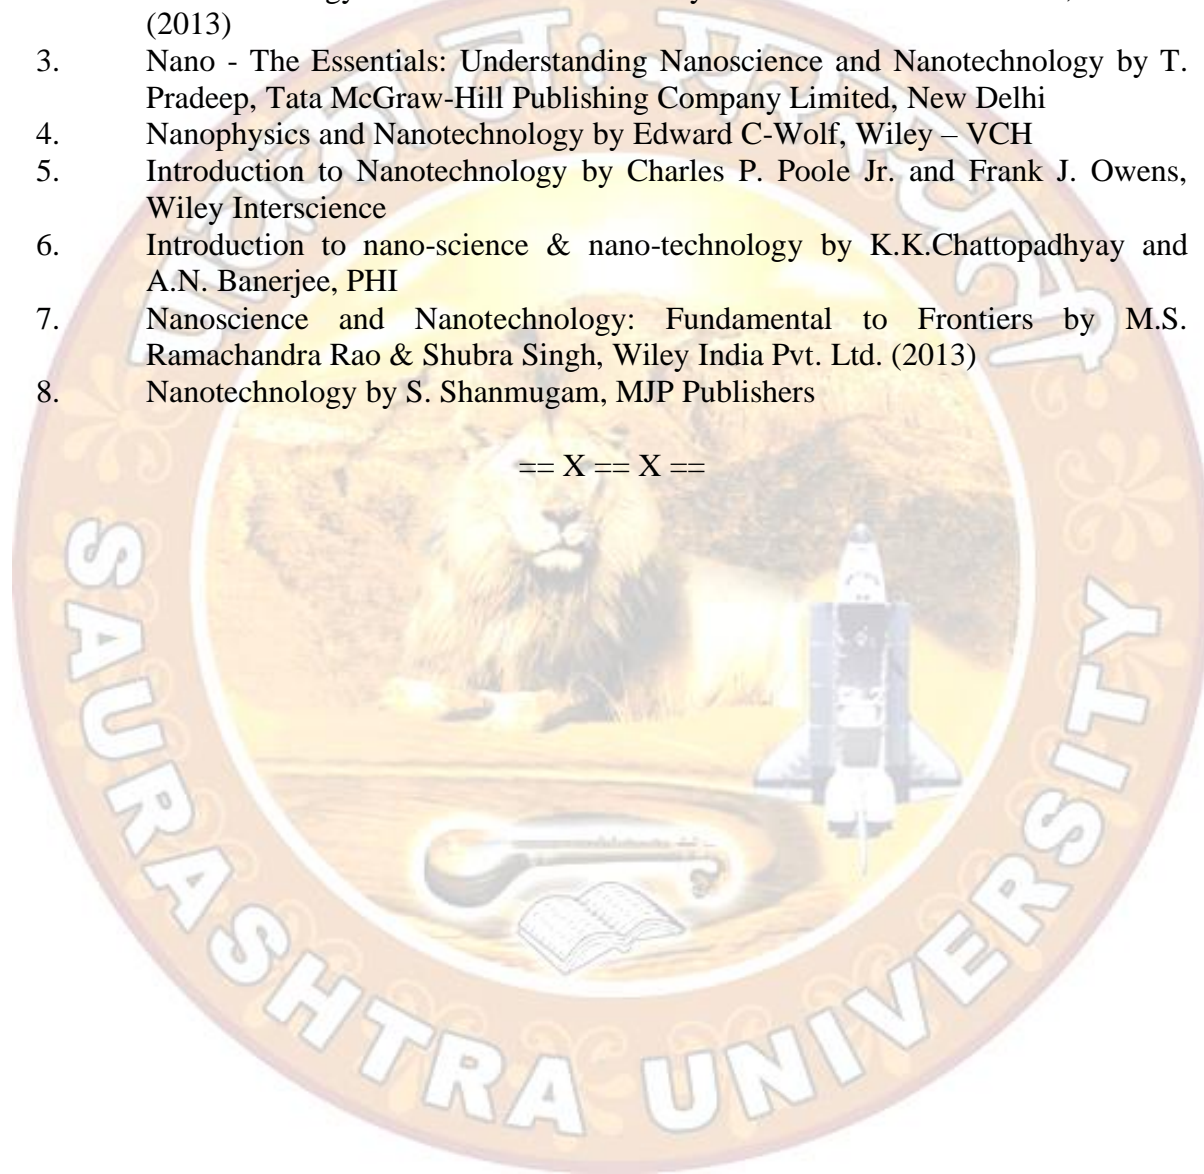 (2013)
3. Nano - The Essentials: Understanding Nanoscience and Nanotechnology by T.
Pradeep, Tata McGraw-Hill Publishing Company Limited, New Delhi
4. Nanophysics and Nanotechnology by Edward C-Wolf, Wiley – VCH
5. Introduction to Nanotechnology by Charles P. Poole Jr. and Frank J. Owens,
Wiley Interscience
6. Introduction to nano-science & nano-technology by K.K.Chattopadhyay and
A.N. Banerjee, PHI
7. Nanoscience and Nanotechnology: Fundamental to Frontiers by M.S.
Ramachandra Rao & Shubra Singh, Wiley India Pvt. Ltd. (2013)
8. Nanotechnology by S. Shanmugam, MJP Publishers
== X == X ==
SAURASHTRA UNIVERSITY